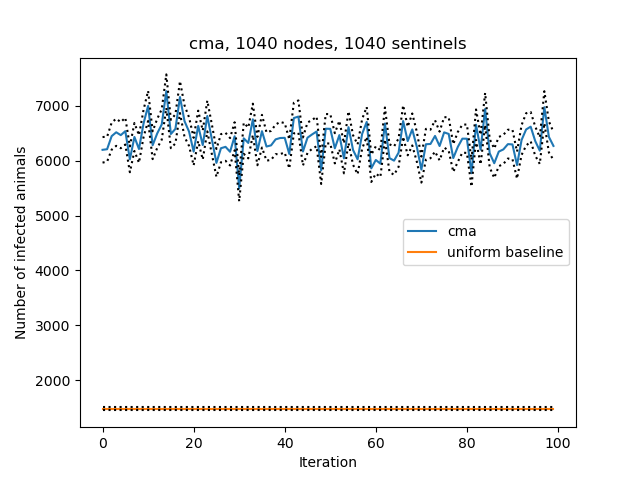 cma, 1040 nodes, 1040 sentinels
Number of infected animals
7000
6000
5000
4000
3000
2000
cma
uniform baseline
0 20 40 60 80 100
Iteration